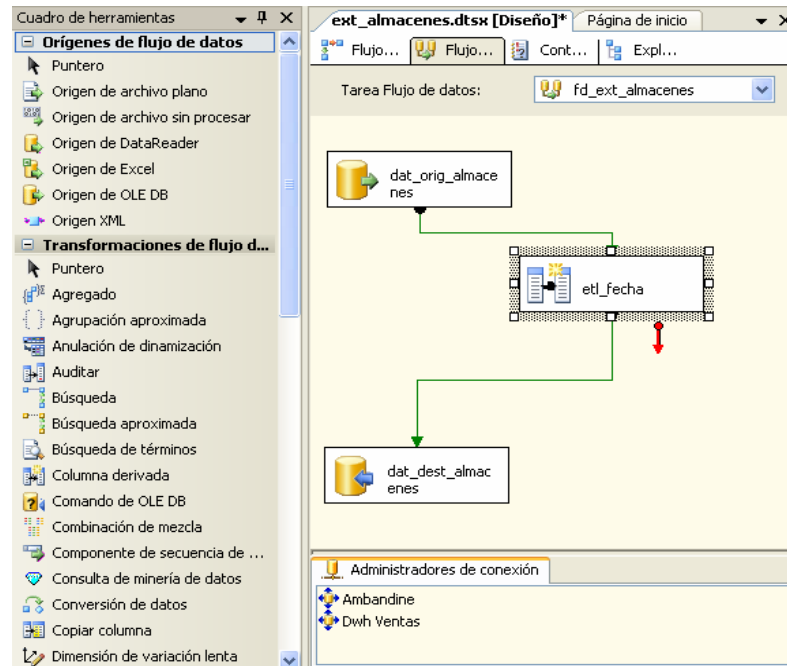 Cuadro de herramientas
Orígenes de flujo de datos
Puntero
Origen de archivo plano
Origen de archivo sin procesar
Origen de DataReader
Origen de Excel
Origen de OLE DB
Origen XML
Transformaciones de flujo d...
Puntero
Agregado
Agrupación aproximada
Anulación de dinamización
Auditar
Búsqueda
Búsqueda aproximada
Búsqueda de términos
Columna derivada
Comando de OLE DB
Combinación de mezcla
Componente de secuencia de ...
Consulta de minería de datos
Conversión de datos
Copiar columna
Dimensión de variación lenta
ext_almacenes.dtsx [Diseño]* Página de inicio
Flujo... Flujo... Cont... Expl...
Tarea Flujo de datos: fd_ext_almacenes
dat_orig_almace
nes
etl_fecha
dat_dest_almac
enes
Administradores de conexión
Ambandine
Dwh Ventas